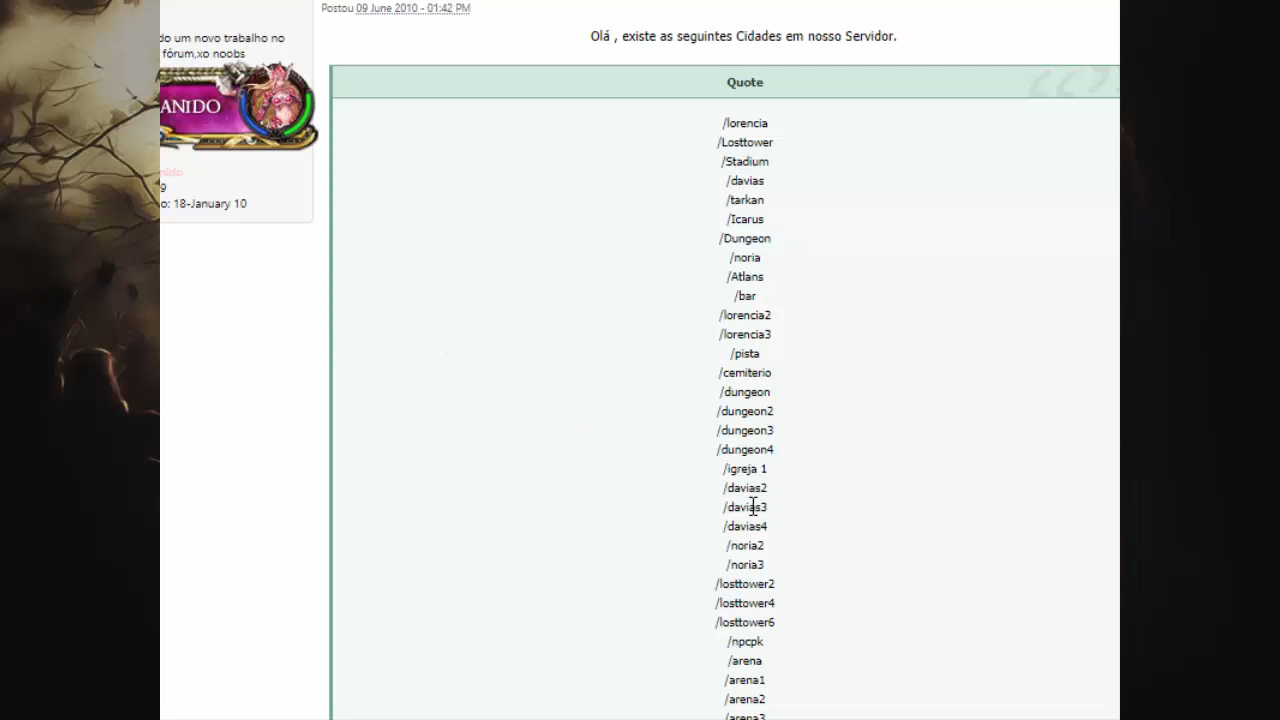 Postou 09 June 2010 - 01:42 PM
do um novo trabalho no
fórum,xo noobs
ANIDO
nido
9
o: 18-January 10
Olá , existe as seguintes Cidades em nosso Servidor.
Quote
/lorencia
/Losttower
/Stadium
/davias
/tarkan
/Icarus
/Dungeon
/noria
/Atlans
/bar
/lorencia2
/lorencia3
/pista
/cemiterio
/dungeon
/dungeon2
/dungeon3
/dungeon4
/igreja 1
/davias2
/davias3
/davias4
/noria2
/noria3
/losttower2
/losttower4
/losttower6
/npcpk
/arena
/arena1
/arena2
/arena3